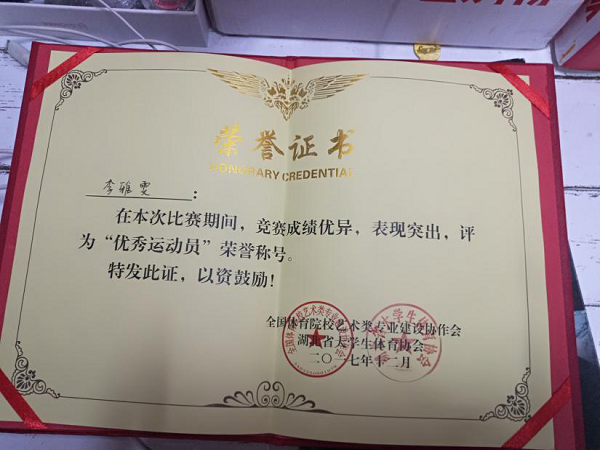 荣誉证书
HONORARY CREDENTIAL
李雅雯：
在本次比赛期间，竞赛成绩优异，表现突出，评
为“优秀运动员”荣誉称号。
特发此证，以资鼓励！
全国体育院校艺术类专业建设协作会
湖北省大学生体育协会
二〇一七年十二月